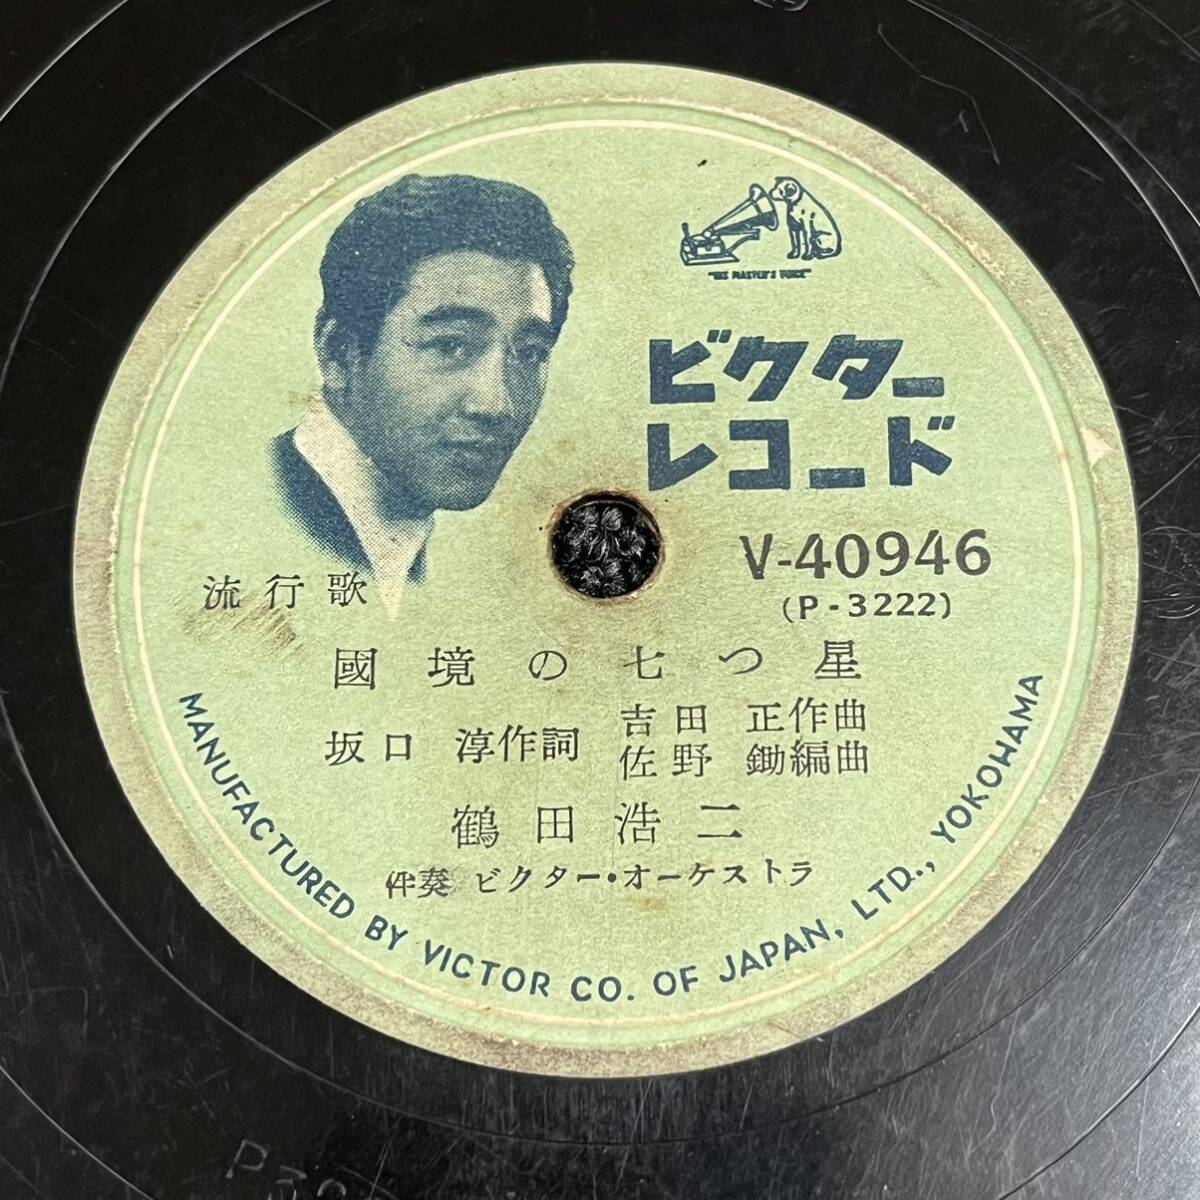 "HIS MASTER'S VOICE"
ビクター
レコード
V-40946
(P-3222)
流行歌
國境の七つ星
坂口 淳作詞
吉田 正作曲
佐野 鋤編曲
鶴田浩二
伴奏 ビクター・オーケストラ
MANUFACTURED BY VICTOR CO. OF JAPAN, LTD., YOKOHAMA